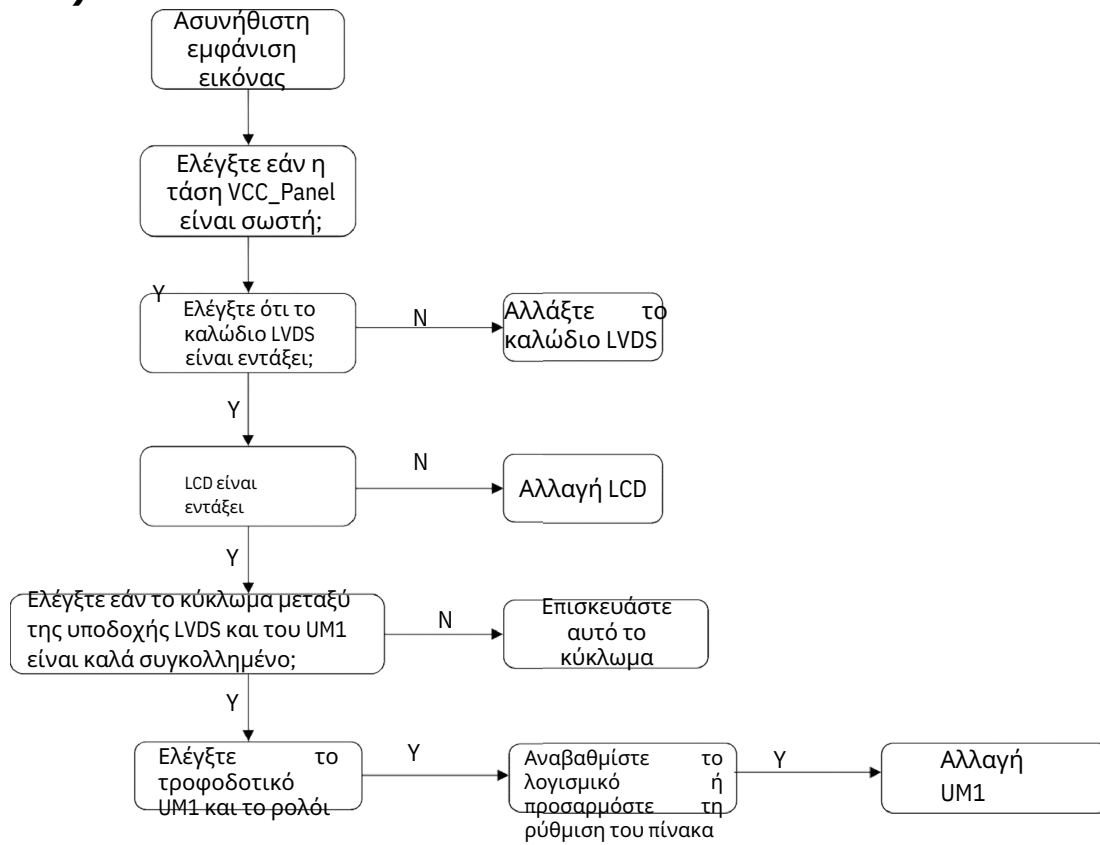 Ασυνήθιστη
εμφάνιση
εικόνας
Ελέγξτε εάν η
τάση VCC_Panel
είναι σωστή;
Y
Ελέγξτε ότι το
καλώδιο LVDS
είναι εντάξει;
N
Αλλάξτε το
καλώδιο LVDS
Y
LCD είναι
εντάξει
N
Αλλαγή LCD
Y
Ελέγξτε εάν το κύκλωμα μεταξύ
της υποδοχής LVDS και του UM1
είναι καλά συγκολλημένο;
N
Επισκευάστε
αυτό το
κύκλωμα
Y
Ελέγξτε το
τροφοδοτικό
UM1 και το ρολόι
Y
Αναβαθμίστε το
λογισμικό ή
προσαρμόστε τη
ρύθμιση του πίνακα
Y
Αλλαγή
UM1